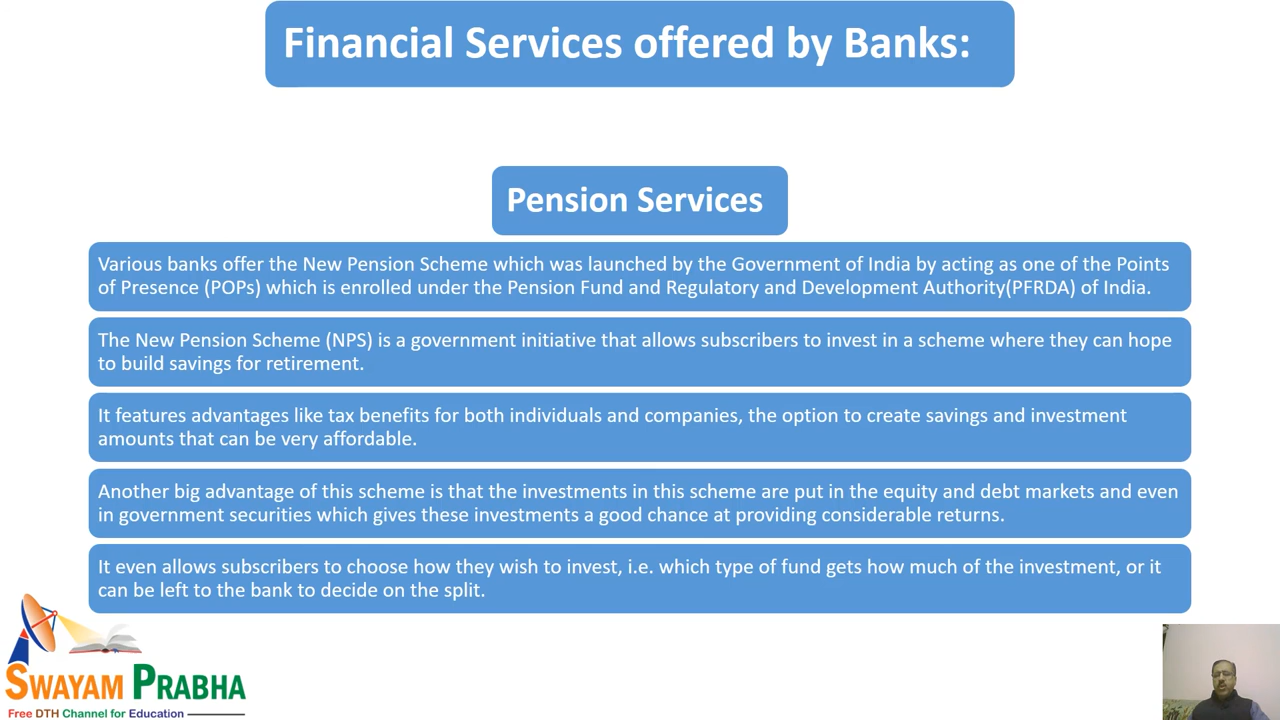 Financial Services offered by Banks:
Pension Services
Various banks offer the New Pension Scheme which was launched by the Government of India by acting as one of the Points
of Presence (POPs) which is enrolled under the Pension Fund and Regulatory and Development Authority(PFRDA) of India.
The New Pension Scheme (NPS) is a government initiative that allows subscribers to invest in a scheme where they can hope
to build savings for retirement.
It features advantages like tax benefits for both individuals and companies, the option to create savings and investment
amounts that can be very affordable.
Another big advantage of this scheme is that the investments in this scheme are put in the equity and debt markets and even
in government securities which gives these investments a good chance at providing considerable returns.
It even allows subscribers to choose how they wish to invest, i.e. which type of fund gets how much of the investment, or it
can be left to the bank to decide on the split.
SWAYAM PRABHA
Free DTH Channel for Education